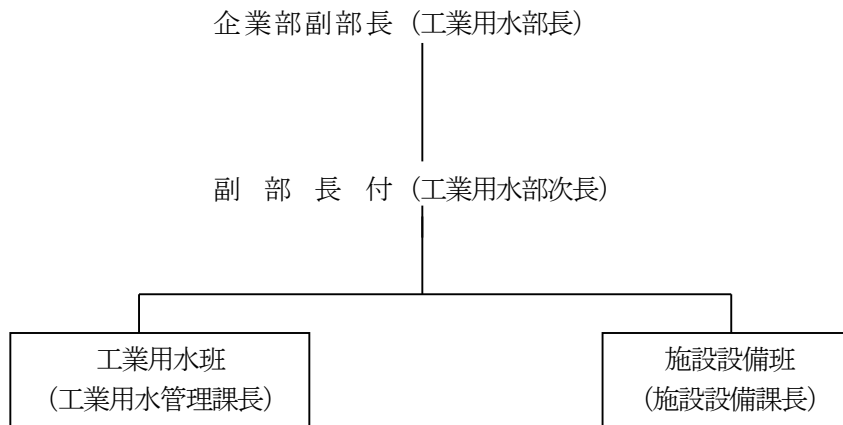 企業部副部長（工業用水部長）
副部長付（工業用水部次長）
工業用水班
（工業用水管理課長）
施設設備班
（施設設備課長）